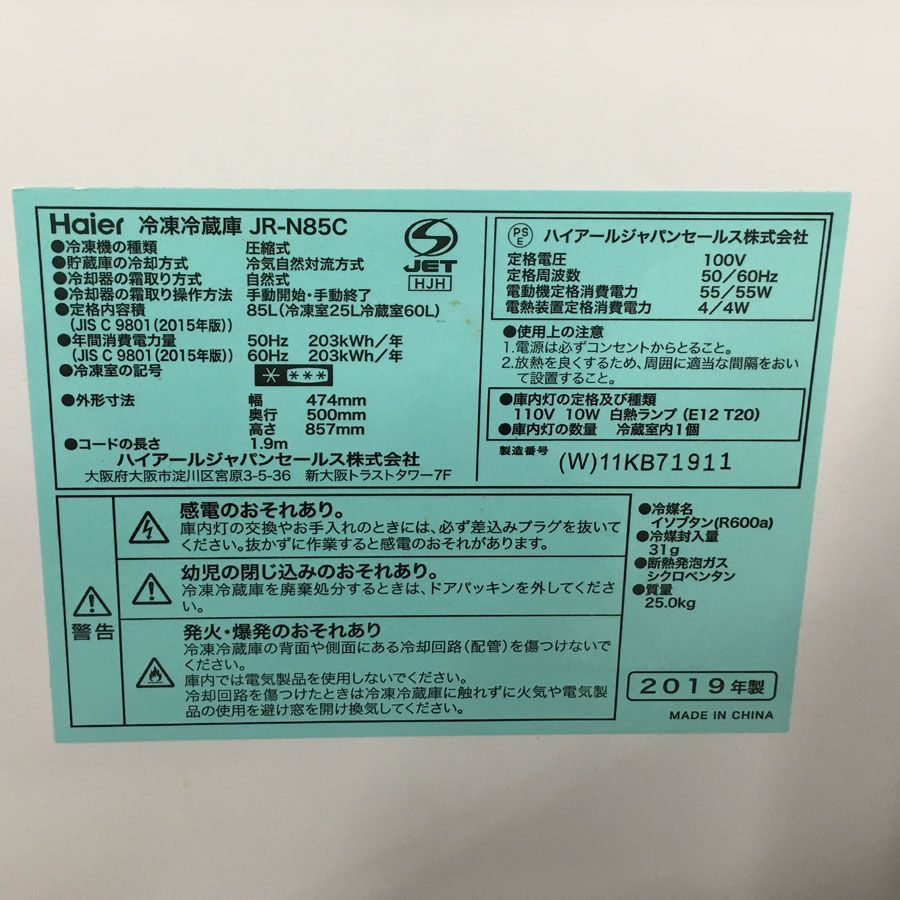 Haier 冷凍冷蔵庫 JR-N85C
●冷凍機の種類 圧縮式
●貯蔵庫の冷却方式 冷気自然対流方式
●冷却器の霜取り方式 自然式
●冷却器の霜取り操作方法 手動開始・手動終了
●定格内容積 85L(冷凍室25L冷蔵室60L)
(JIS C 9801(2015年版))
●年間消費電力量 50Hz 203kWh/年
(JIS C 9801(2015年版)) 60Hz 203kWh/年
●冷凍室の記号 * ***
●外形寸法 幅 474mm
奥行 500mm
高さ 857mm
●コードの長さ 1.9m
ハイアールジャパンセールス株式会社
大阪府大阪市淀川区宮原3-5-36 新大阪トラストタワー7F
JET
HJH
PSE ハイアールジャパンセールス株式会社
定格電圧 100V
定格周波数 50/60Hz
電動機定格消費電力 55/55W
電熱装置定格消費電力 4/4W
●使用上の注意
1.電源は必ずコンセントからとること。
2.放熱を良くするため、周囲に適当な間隔をおい
て設置すること。
●庫内灯の定格及び種類
110V 10W 白熱ランプ(E12 T20)
●庫内灯の数量 冷蔵室内1個
製造番号 (W)11KB71911
警告
感電のおそれあり。
庫内灯の交換やお手入れのときには、必ず差込みプラグを抜いて
ください。抜かずに作業すると感電のおそれがあります。
幼児の閉じ込みのおそれあり。
冷凍冷蔵庫を廃棄処分するときは、ドアパッキンを外してくださ
い。
発火・爆発のおそれあり
冷凍冷蔵庫の背面や側面にある冷却回路(配管)を傷つけないで
ください。
庫内では電気製品を使用しないでください。
冷却回路を傷つけたときは冷凍冷蔵庫に触れずに火気や電気製
品の使用を避け窓を開け換気してください。
●冷媒名
イソブタン(R600a)
●冷媒封入量
31g
●断熱発泡ガス
シクロペンタン
●質量
25.0kg
2019年製
MADE IN CHINA